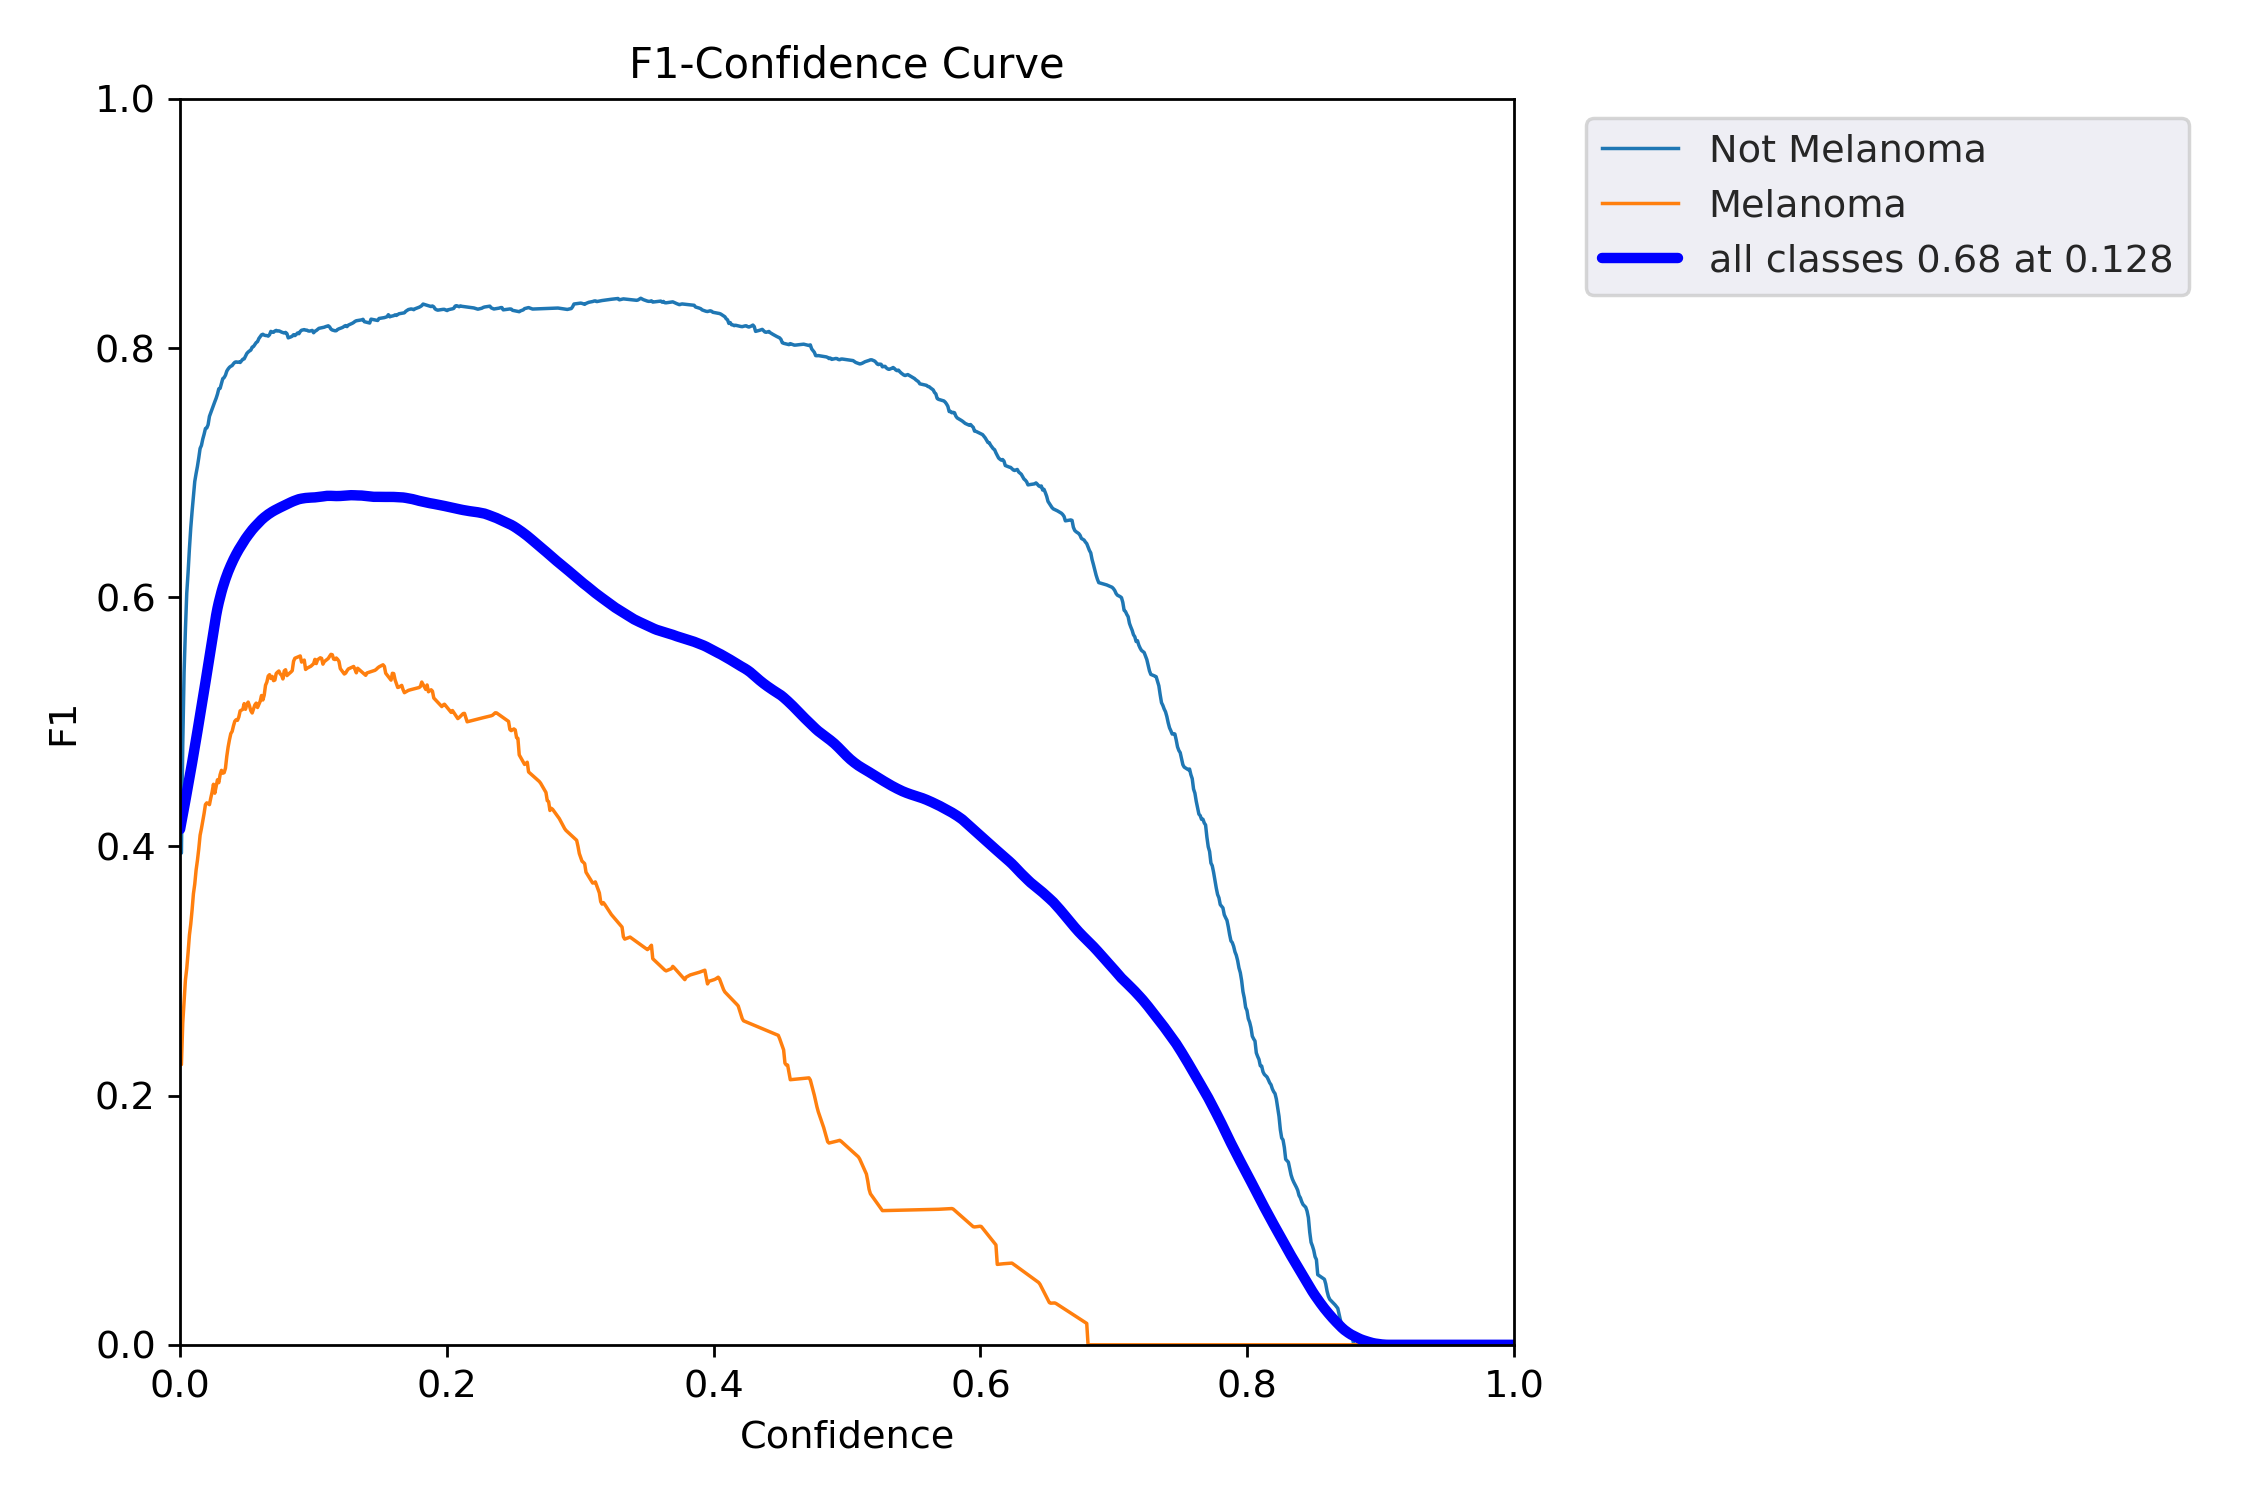 F1-Confidence Curve
1.0
0.8
0.6
0.4
0.2
0.0
F1
0.0 0.2 0.4 0.6 0.8 1.0
Confidence
Not Melanoma
Melanoma
all classes 0.68 at 0.128